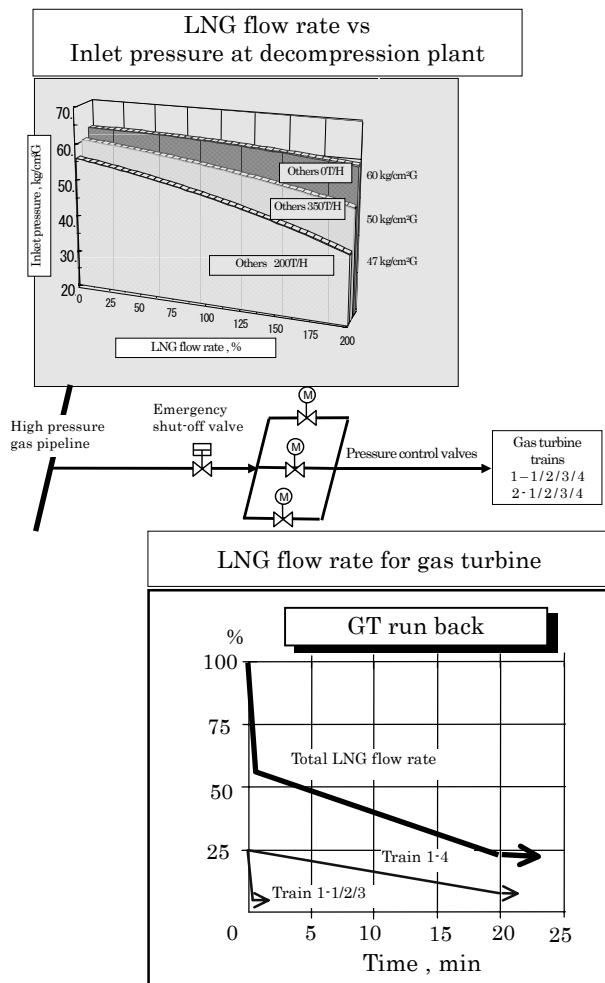 LNG flow rate vs
Inlet pressure at decompression plant
70.
60.
50.
40.
30.
20
Inket pressure , kg/cm²G
Others 0T/H
Others 350T/H
Others 200T/H
60 kg/cm²G
50 kg/cm²G
47 kg/cm²G
0 25 50 75 100 125 150 175 200
LNG flow rate , %
High pressure
gas pipeline
Emergency
shut-off valve
M
M
M
Pressure control valves
Gas turbine
trains
1–1/2/3/4
2-1/2/3/4
LNG flow rate for gas turbine
GT run back
%
100
75
50
25
0
Total LNG flow rate
Train 1-4
Train 1-1/2/3
5 10 15 20 25
Time , min